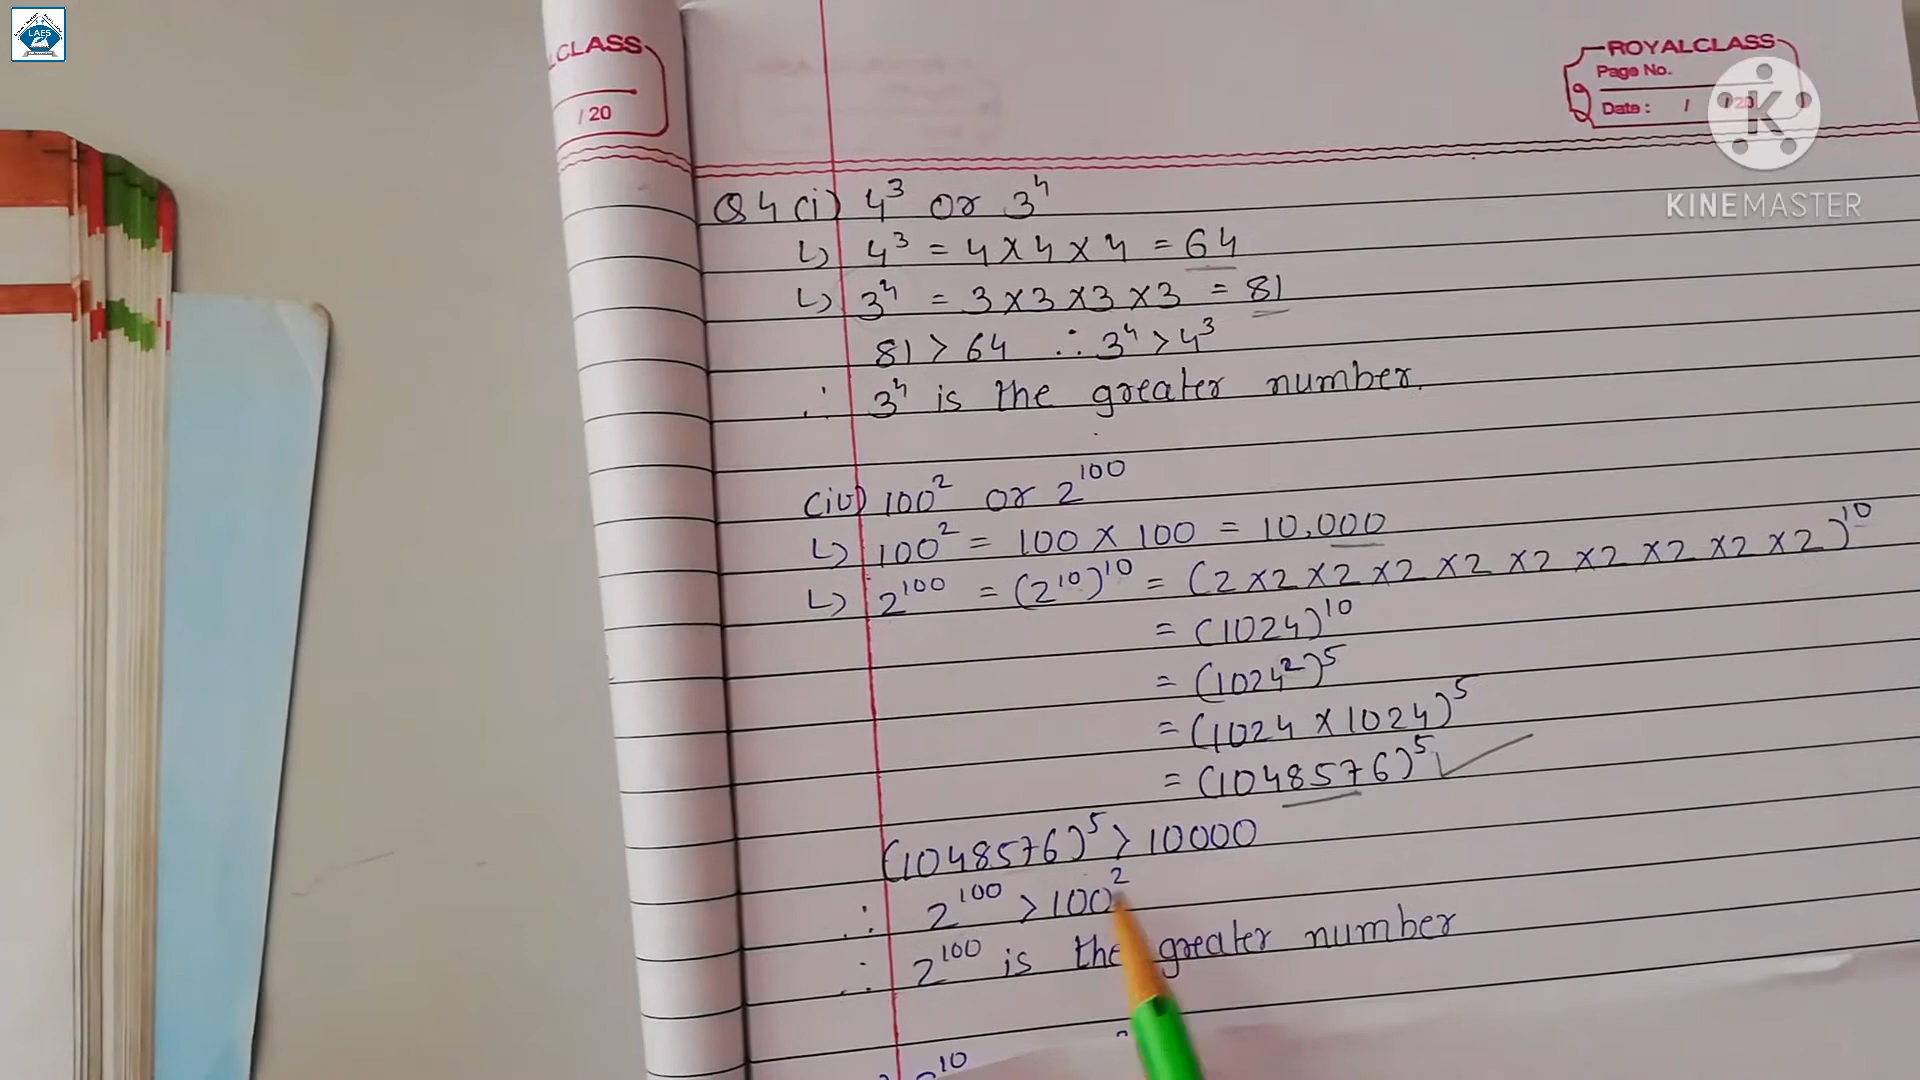 LAES
LCLASS
/ 20
ROYALCLASS
Page No.
Date : / / 20
K
KINEMASTER
Q4 (i) 4³ or 3⁴
↳ 4³ = 4 × 4 × 4 = 64
↳ 3⁴ = 3 × 3 × 3 × 3 = 81
81 > 64 ∴ 3⁴ > 4³
∴ 3⁴ is the greater number.
(iv) 100² or 2¹⁰⁰
↳ 100² = 100 × 100 = 10,000
↳ 2¹⁰⁰ = (2¹⁰)¹⁰ = (2 × 2 × 2 × 2 × 2 × 2 × 2 × 2 × 2 × 2)¹⁰
= (1024)¹⁰
= (1024²)⁵
= (1024 × 1024)⁵
= (1048576)⁵ ✓
(1048576)⁵ > 10000
∴ 2¹⁰⁰ > 100²
∴ 2¹⁰⁰ is the greater number